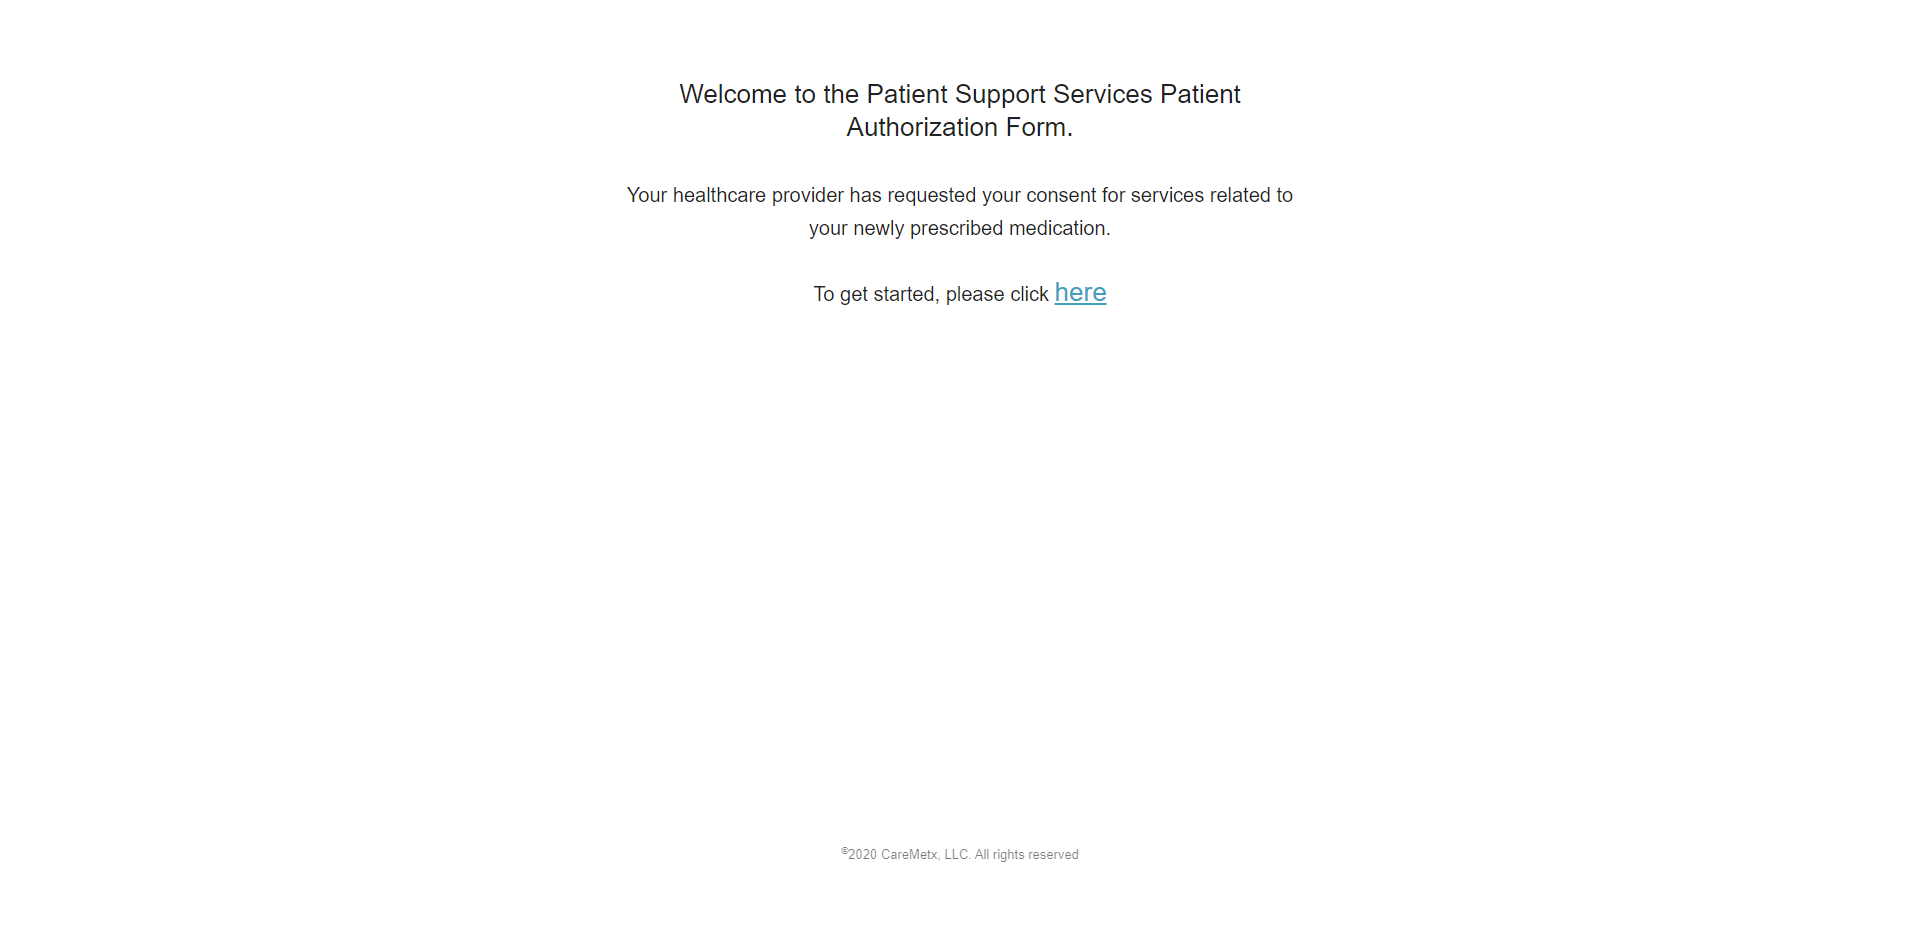 Welcome to the Patient Support Services Patient
Authorization Form.
Your healthcare provider has requested your consent for services related to
your newly prescribed medication.
To get started, please click here
©2020 CareMetx, LLC. All rights reserved